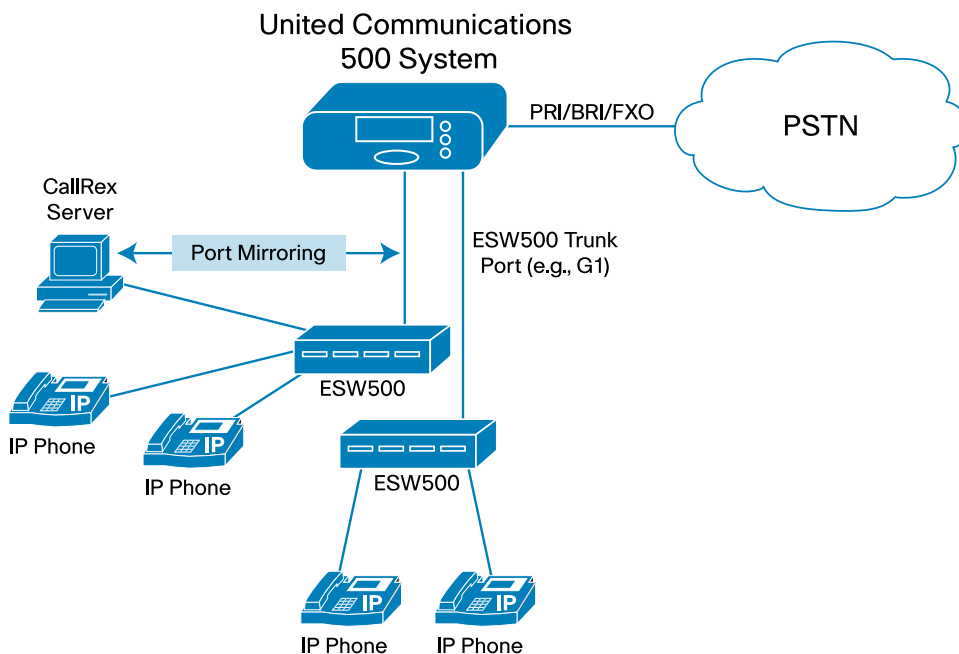 United Communications
500 System
PRI/BRI/FXO
PSTN
CallRex
Server
Port Mirroring
ESW500 Trunk
Port (e.g., G1)
ESW500
IP
IP Phone
IP
IP Phone
ESW500
IP
IP Phone
IP
IP Phone